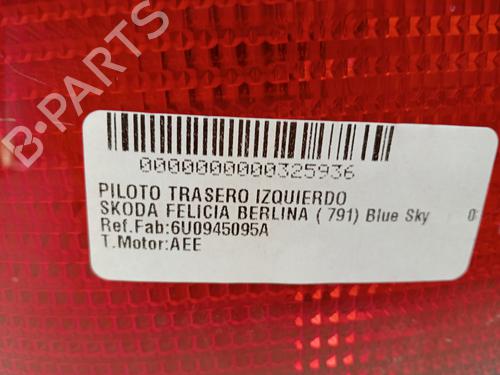 B-PARTS
0000000000325936
PILOTO TRASERO IZQUIERDO
SKODA FELICIA BERLINA ( 791) Blue Sky
Ref.Fab:6U0945095A
T.Motor:AEE